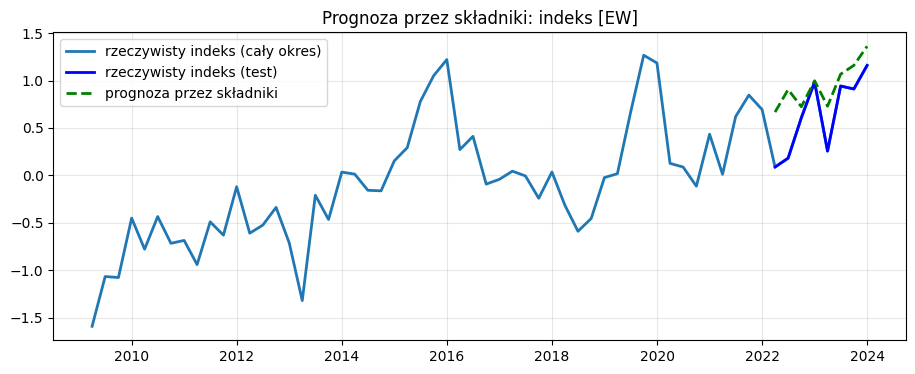 Prognoza przez składniki: indeks [EW]
rzeczywisty indeks (cały okres)
rzeczywisty indeks (test)
prognoza przez składniki
1.5
1.0
0.5
0.0
−0.5
−1.0
−1.5
2010 2012 2014 2016 2018 2020 2022 2024